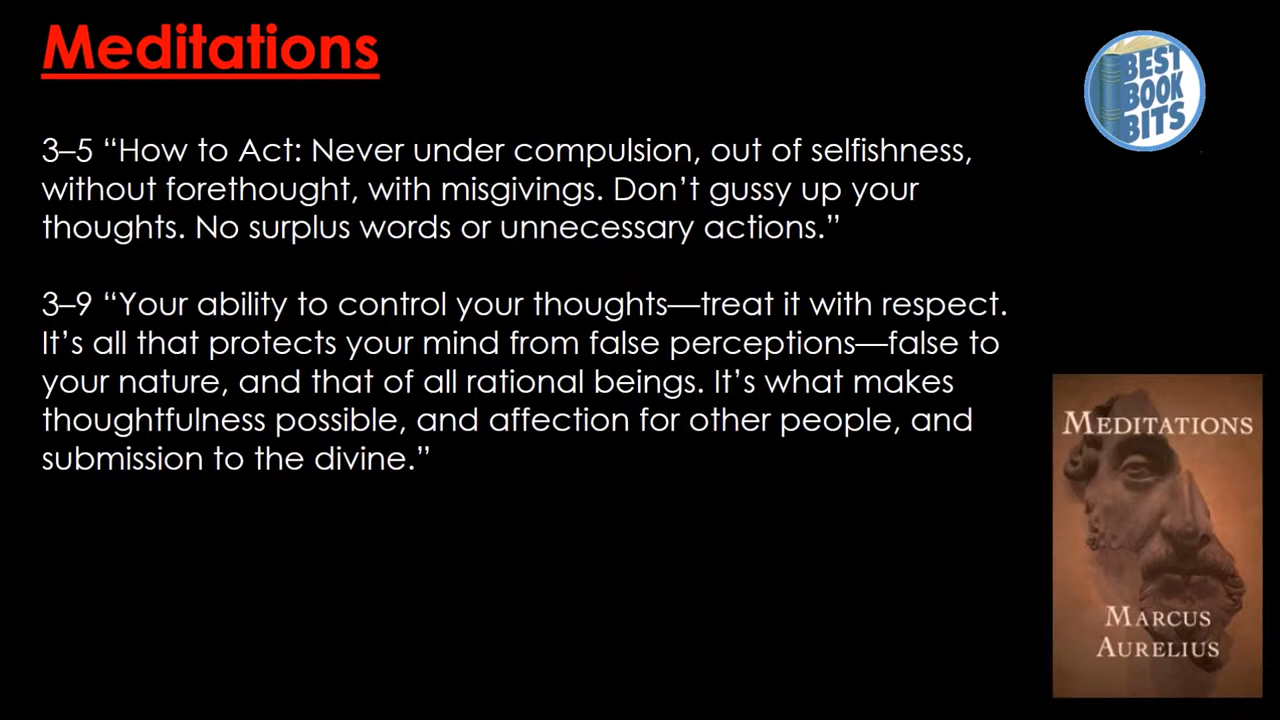 Meditations
BEST
BOOK
BITS
3–5 “How to Act: Never under compulsion, out of selfishness,
without forethought, with misgivings. Don’t gussy up your
thoughts. No surplus words or unnecessary actions.”
3–9 “Your ability to control your thoughts—treat it with respect.
It’s all that protects your mind from false perceptions—false to
your nature, and that of all rational beings. It’s what makes
thoughtfulness possible, and affection for other people, and
submission to the divine.”
MEDITATIONS
MARCUS
AURELIUS